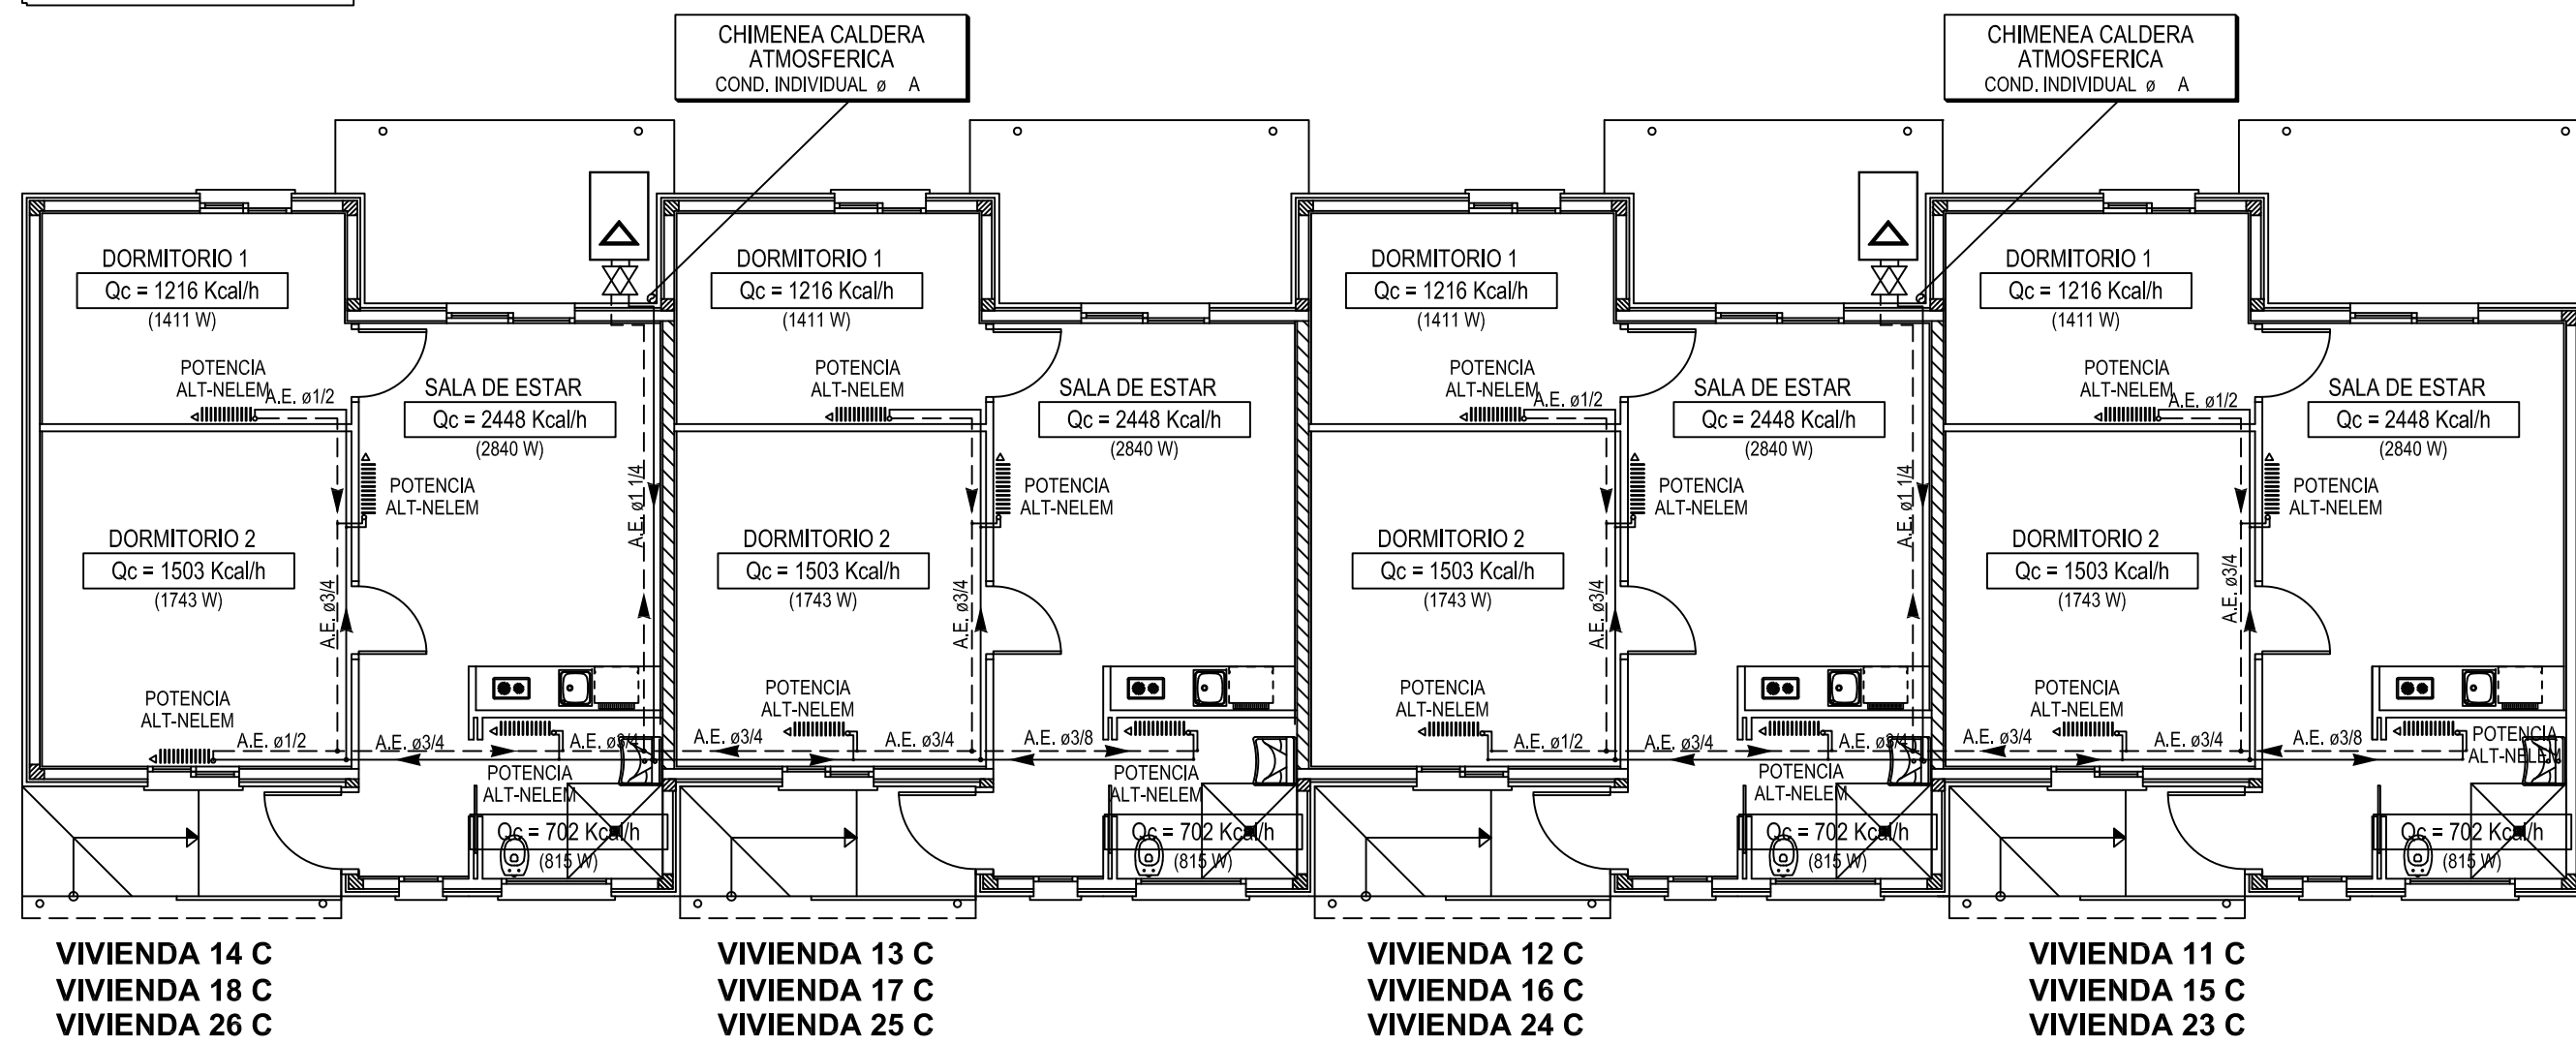 CHIMENEA CALDERA
ATMOSFERICA
COND. INDIVIDUAL ø A
CHIMENEA CALDERA
ATMOSFERICA
COND. INDIVIDUAL ø A
DORMITORIO 1
Qc = 1216 Kcal/h
(1411 W)
POTENCIA
ALT-NELEM
A.E. ø1/2
SALA DE ESTAR
Qc = 2448 Kcal/h
(2840 W)
POTENCIA
ALT-NELEM
A.E. ø1 1/4
DORMITORIO 2
Qc = 1503 Kcal/h
(1743 W)
A.E. ø3/4
POTENCIA
ALT-NELEM
A.E. ø1/2
A.E. ø3/4
A.E. ø3/4
POTENCIA
ALT-NELEM
Qc = 702 Kcal/h
(815 W)
DORMITORIO 1
Qc = 1216 Kcal/h
(1411 W)
POTENCIA
ALT-NELEM
SALA DE ESTAR
Qc = 2448 Kcal/h
(2840 W)
POTENCIA
ALT-NELEM
DORMITORIO 2
Qc = 1503 Kcal/h
(1743 W)
A.E. ø3/4
POTENCIA
ALT-NELEM
A.E. ø3/4
A.E. ø3/4
A.E. ø3/8
POTENCIA
ALT-NELEM
Qc = 702 Kcal/h
(815 W)
DORMITORIO 1
Qc = 1216 Kcal/h
(1411 W)
POTENCIA
ALT-NELEM
A.E. ø1/2
SALA DE ESTAR
Qc = 2448 Kcal/h
(2840 W)
POTENCIA
ALT-NELEM
A.E. ø1 1/4
DORMITORIO 2
Qc = 1503 Kcal/h
(1743 W)
A.E. ø3/4
POTENCIA
ALT-NELEM
A.E. ø1/2
A.E. ø3/4
A.E. ø3/4
POTENCIA
ALT-NELEM
Qc = 702 Kcal/h
(815 W)
DORMITORIO 1
Qc = 1216 Kcal/h
(1411 W)
POTENCIA
ALT-NELEM
A.E. ø1/2
SALA DE ESTAR
Qc = 2448 Kcal/h
(2840 W)
POTENCIA
ALT-NELEM
DORMITORIO 2
Qc = 1503 Kcal/h
(1743 W)
A.E. ø3/4
POTENCIA
ALT-NELEM
A.E. ø3/4
A.E. ø3/4
A.E. ø3/8
POTENCIA
ALT-NELEM
Qc = 702 Kcal/h
(815 W)
VIVIENDA 14 C
VIVIENDA 18 C
VIVIENDA 26 C
VIVIENDA 13 C
VIVIENDA 17 C
VIVIENDA 25 C
VIVIENDA 12 C
VIVIENDA 16 C
VIVIENDA 24 C
VIVIENDA 11 C
VIVIENDA 15 C
VIVIENDA 23 C